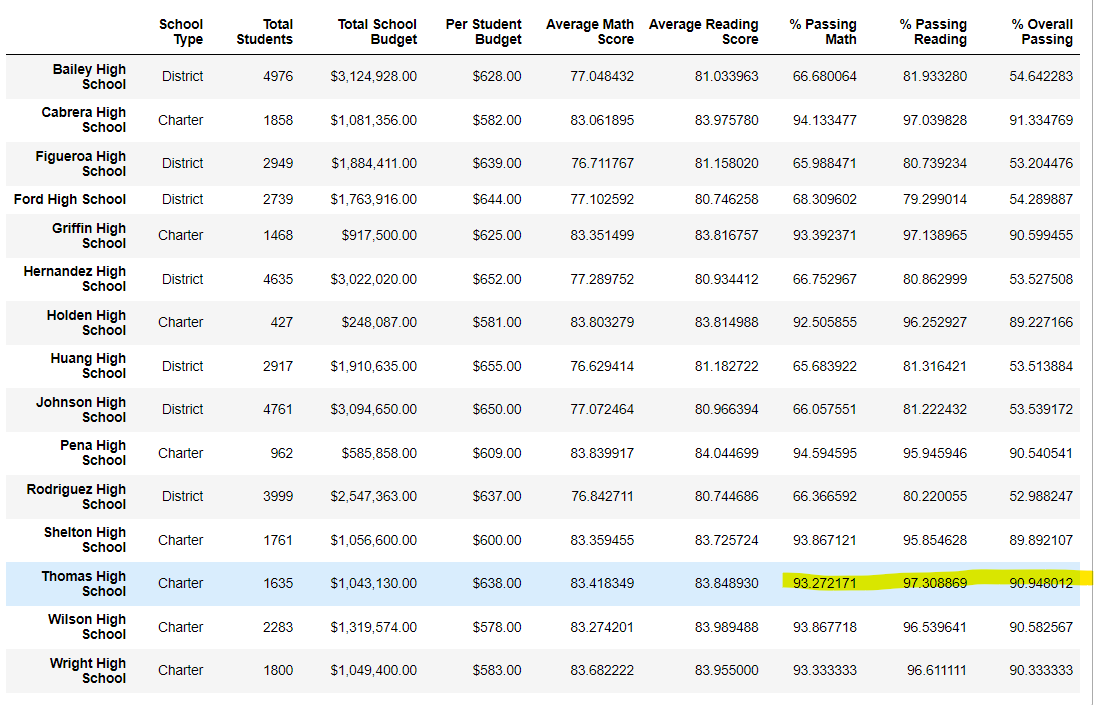 School Type Total Students Total School Budget Per Student Budget Average Math Score Average Reading Score % Passing Math % Passing Reading % Overall Passing
Bailey High School District 4976 $3,124,928.00 $628.00 77.048432 81.033963 66.680064 81.933280 54.642283
Cabrera High School Charter 1858 $1,081,356.00 $582.00 83.061895 83.975780 94.133477 97.039828 91.334769
Figueroa High School District 2949 $1,884,411.00 $639.00 76.711767 81.158020 65.988471 80.739234 53.204476
Ford High School District 2739 $1,763,916.00 $644.00 77.102592 80.746258 68.309602 79.299014 54.289887
Griffin High School Charter 1468 $917,500.00 $625.00 83.351499 83.816757 93.392371 97.138965 90.599455
Hernandez High School District 4635 $3,022,020.00 $652.00 77.289752 80.934412 66.752967 80.862999 53.527508
Holden High School Charter 427 $248,087.00 $581.00 83.803279 83.814988 92.505855 96.252927 89.227166
Huang High School District 2917 $1,910,635.00 $655.00 76.629414 81.182722 65.683922 81.316421 53.513884
Johnson High School District 4761 $3,094,650.00 $650.00 77.072464 80.966394 66.057551 81.222432 53.539172
Pena High School Charter 962 $585,858.00 $609.00 83.839917 84.044699 94.594595 95.945946 90.540541
Rodriguez High School District 3999 $2,547,363.00 $637.00 76.842711 80.744686 66.366592 80.220055 52.988247
Shelton High School Charter 1761 $1,056,600.00 $600.00 83.359455 83.725724 93.867121 95.854628 89.892107
Thomas High School Charter 1635 $1,043,130.00 $638.00 83.418349 83.848930 93.272171 97.308869 90.948012
Wilson High School Charter 2283 $1,319,574.00 $578.00 83.274201 83.989488 93.867718 96.539641 90.582567
Wright High School Charter 1800 $1,049,400.00 $583.00 83.682222 83.955000 93.333333 96.611111 90.333333